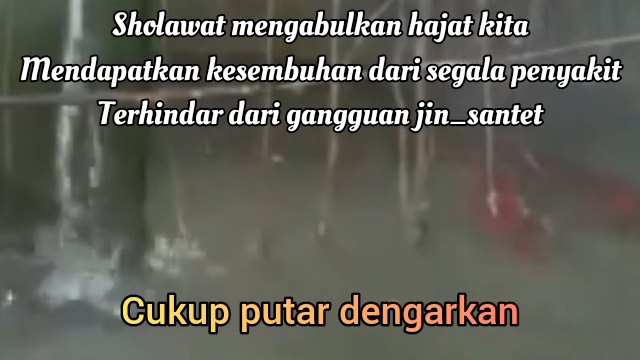 Sholawat mengabulkan hajat kita
Mendapatkan kesembuhan dari segala penyakit
Terhindar dari gangguan jin_santet
Cukup putar dengarkan